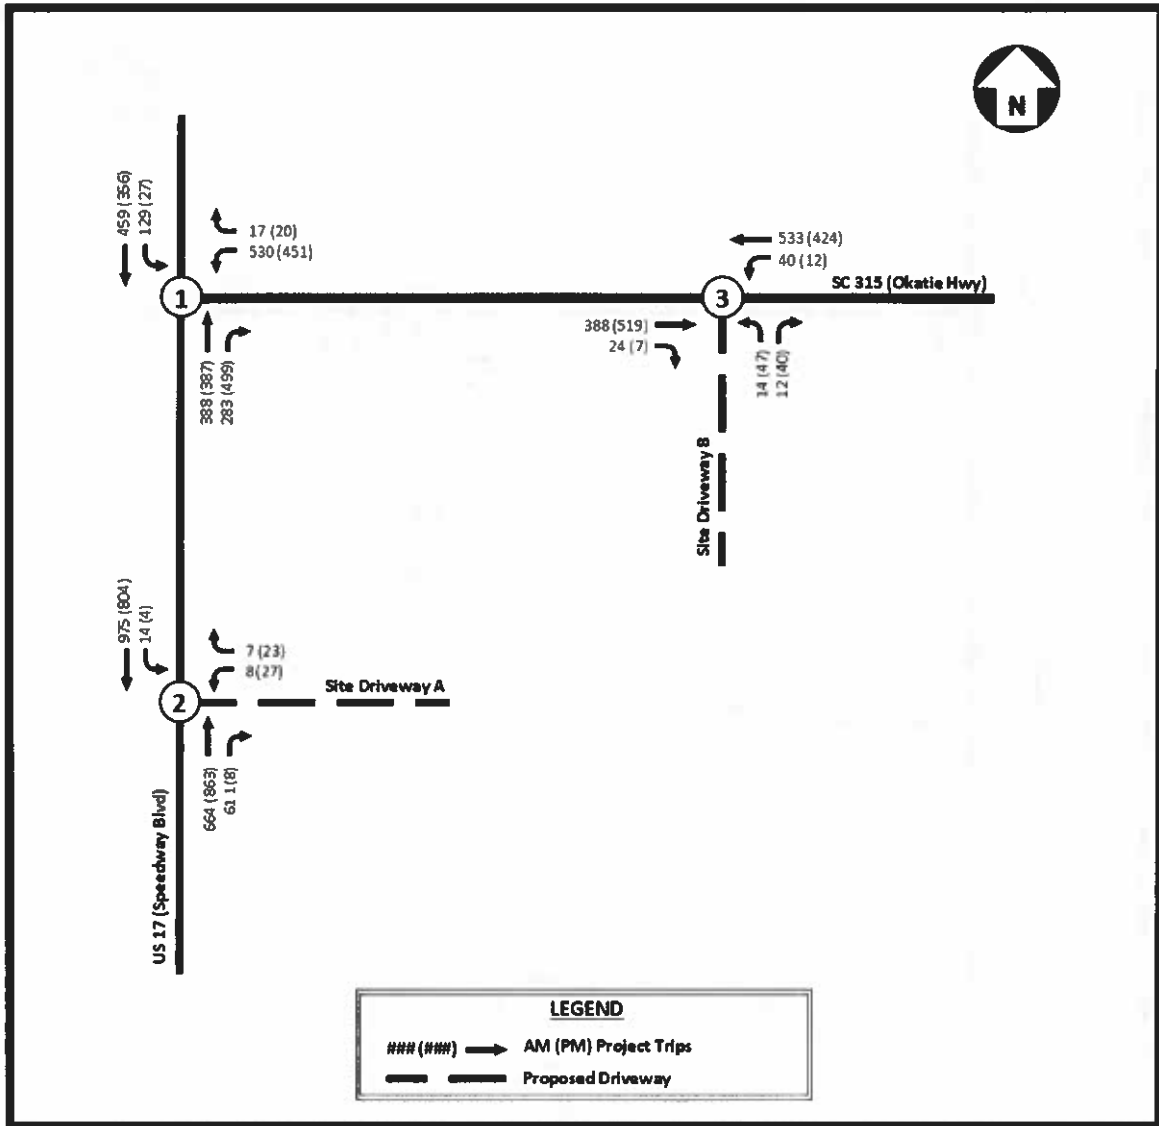 N
459 (356)
129 (27)
17 (20)
530 (451)
533 (424)
40 (12)
SC 315 (Okatie Hwy)
1
3
388 (519)
24 (7)
388 (387)
283 (499)
14 (47)
12 (40)
Site Driveway B
975 (804)
14 (4)
7 (23)
8 (27)
Site Driveway A
2
664 (863)
61 1 (8)
US 17 (Speedway Blvd)
LEGEND
### (###) AM (PM) Project Trips
Proposed Driveway